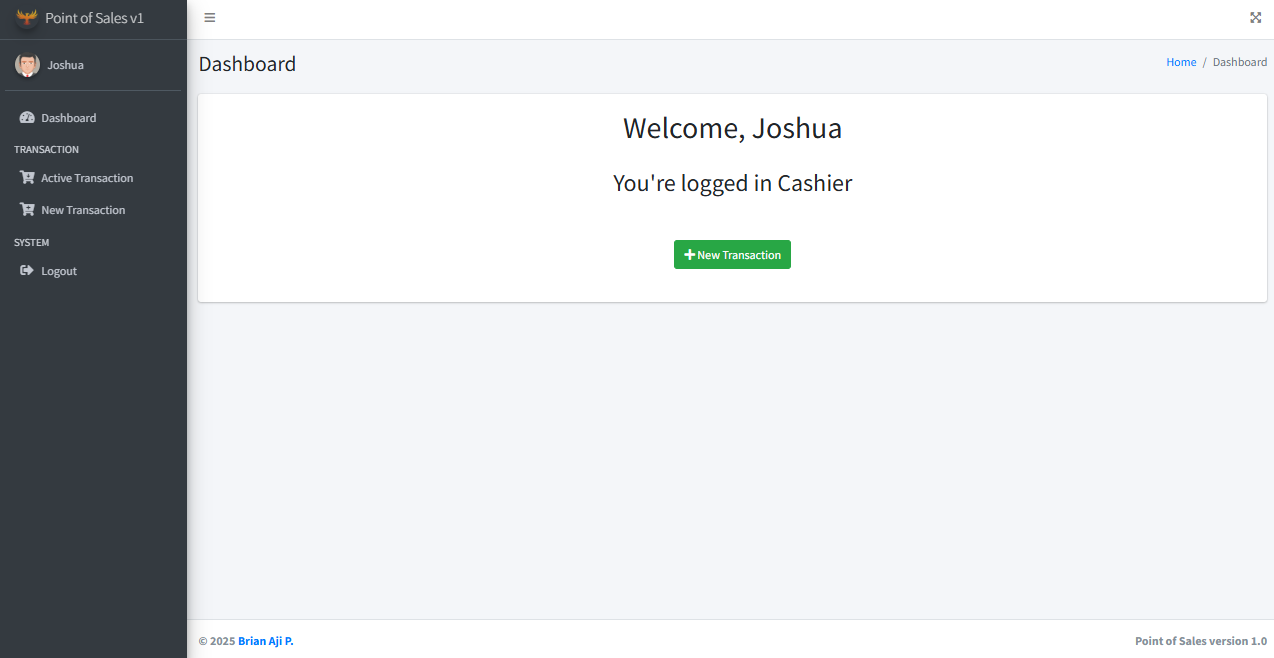 Point of Sales v1
Joshua
Dashboard
TRANSACTION
Active Transaction
New Transaction
SYSTEM
Logout
Dashboard
Home / Dashboard
Welcome, Joshua
You're logged in Cashier
New Transaction
© 2025 Brian Aji P.
Point of Sales version 1.0